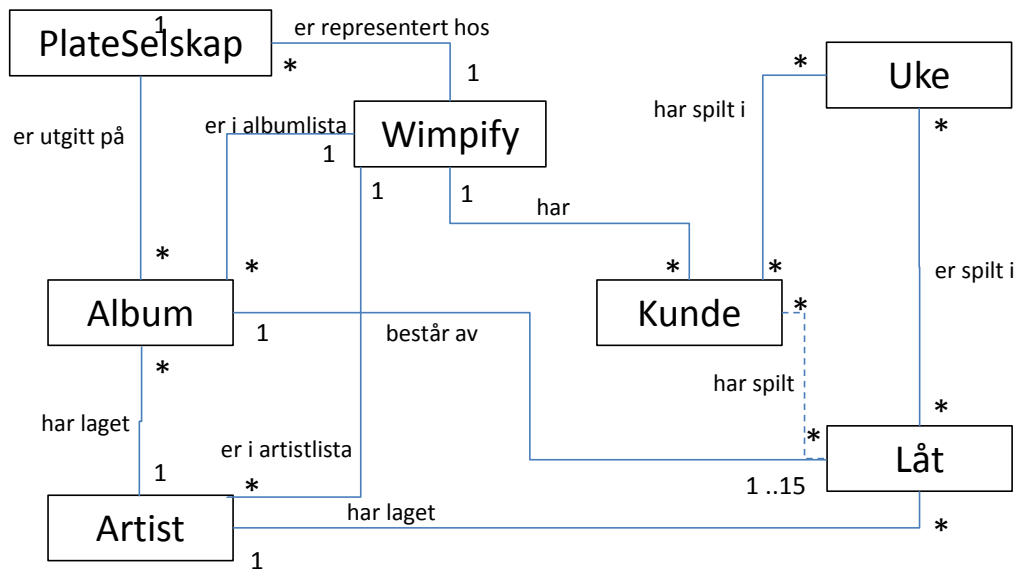 1
PlateSelskap
er representert hos
*
1
*
Uke
*
har spilt i
er utgitt på
er i albumlista
1
Wimpify
1
1
har
*
*
*
*
er spilt i
Album
1
består av
Kunde
*
*
har spilt
har laget
*
*
1
er i artistlista
*
Låt
1 ..15
Artist
har laget
*
1